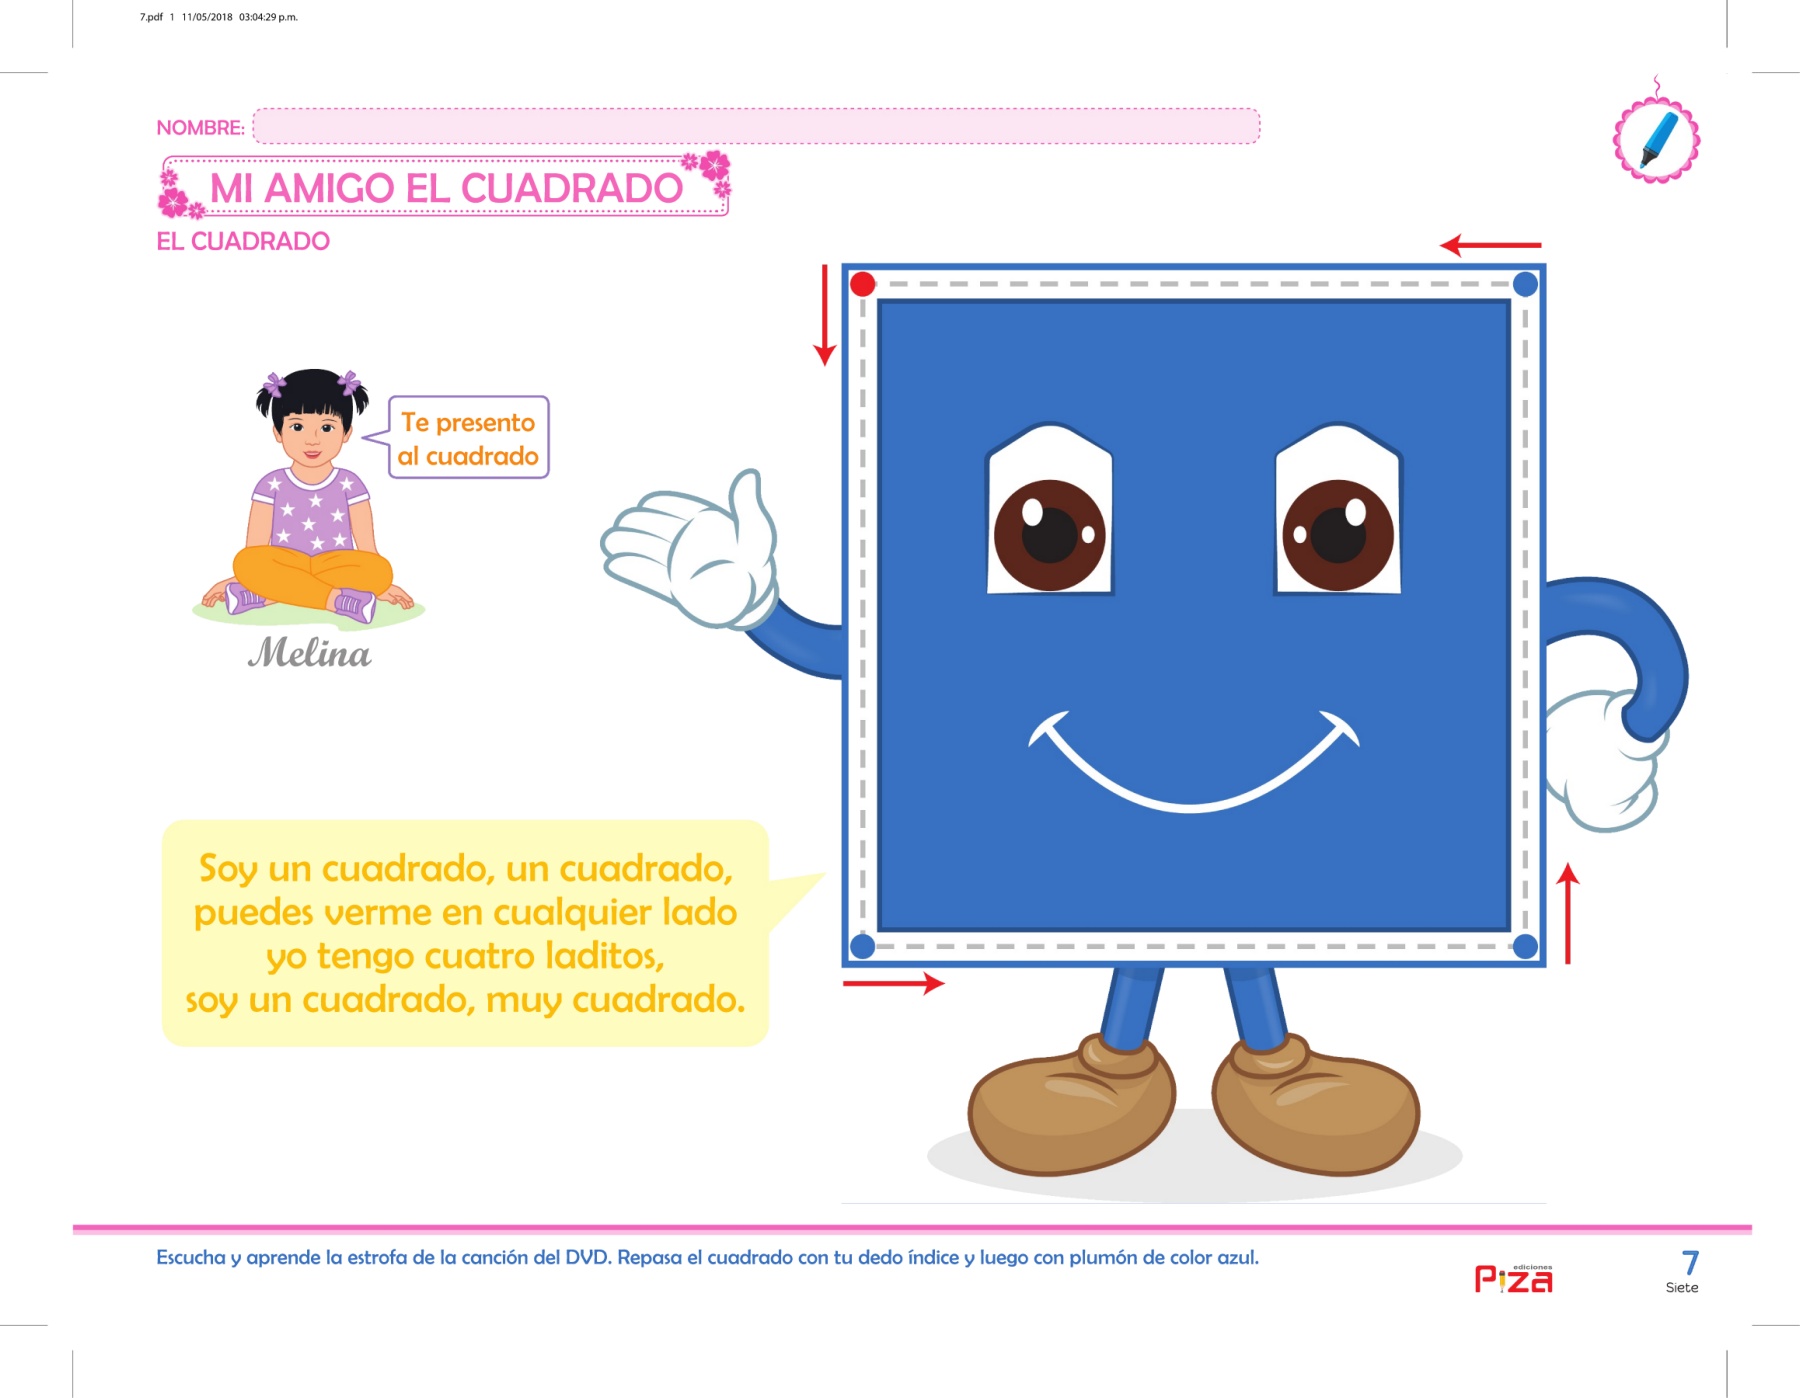 7.pdf 1 11/05/2018 03:04:29 p.m.
NOMBRE:
MI AMIGO EL CUADRADO
EL CUADRADO
Te presento
al cuadrado
Melina
Soy un cuadrado, un cuadrado,
puedes verme en cualquier lado
yo tengo cuatro laditos,
soy un cuadrado, muy cuadrado.
Escucha y aprende la estrofa de la canción del DVD. Repasa el cuadrado con tu dedo índice y luego con plumón de color azul.
ediciones
Piza
7
Siete